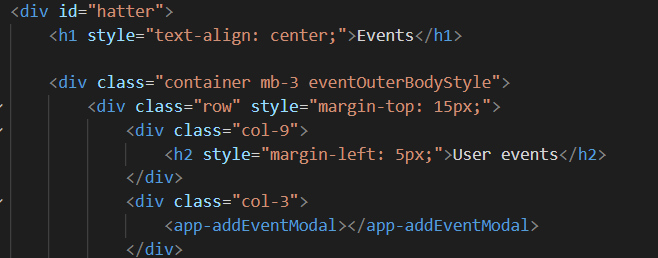 <div id="hatter">
<h1 style="text-align: center;">Events</h1>
<div class="container mb-3 eventOuterBodyStyle">
<div class="row" style="margin-top: 15px;">
<div class="col-9">
<h2 style="margin-left: 5px;">User events</h2>
</div>
<div class="col-3">
<app-addEventModal></app-addEventModal>
</div>